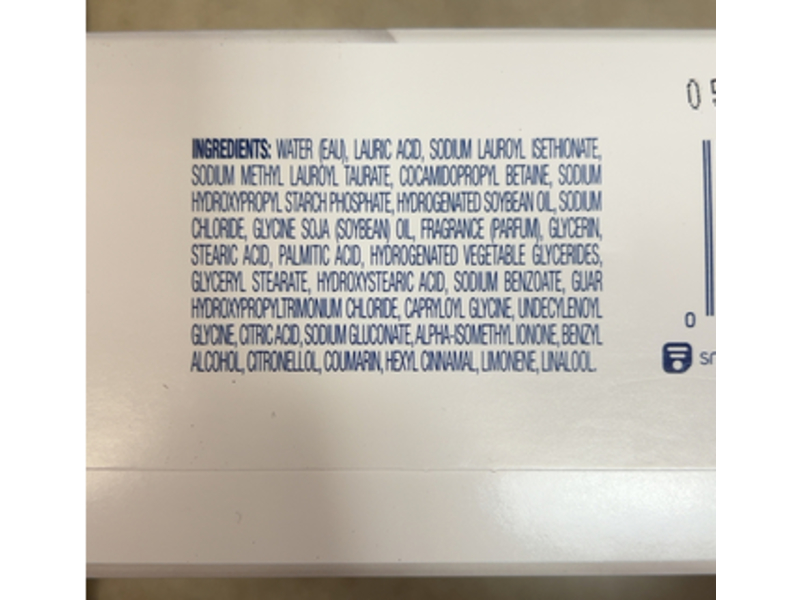 INGREDIENTS: WATER (EAU), LAURIC ACID, SODIUM LAUROYL ISETHIONATE,
SODIUM METHYL LAUROYL TAURATE, COCAMIDOPROPYL BETAINE, SODIUM
HYDROXYPROPYL STARCH PHOSPHATE, HYDROGENATED SOYBEAN OIL, SODIUM
CHLORIDE, GLYCINE SOJA (SOYBEAN) OIL, FRAGRANCE (PARFUM), GLYCERIN,
STEARIC ACID, PALMITIC ACID, HYDROGENATED VEGETABLE GLYCERIDES,
GLYCERYL STEARATE, HYDROXYSTEARIC ACID, SODIUM BENZOATE, GUAR
HYDROXYPROPYLTRIMONIUM CHLORIDE, CAPRYLOYL GLYCINE, UNDECYLENOYL
GLYCINE, CITRIC ACID, SODIUM GLUCONATE, ALPHA-ISOMETHYL IONONE, BENZYL
ALCOHOL, CITRONELLOL, COUMARIN, HEXYL CINNAMAL, LIMONENE, LINALOOL.
0
0